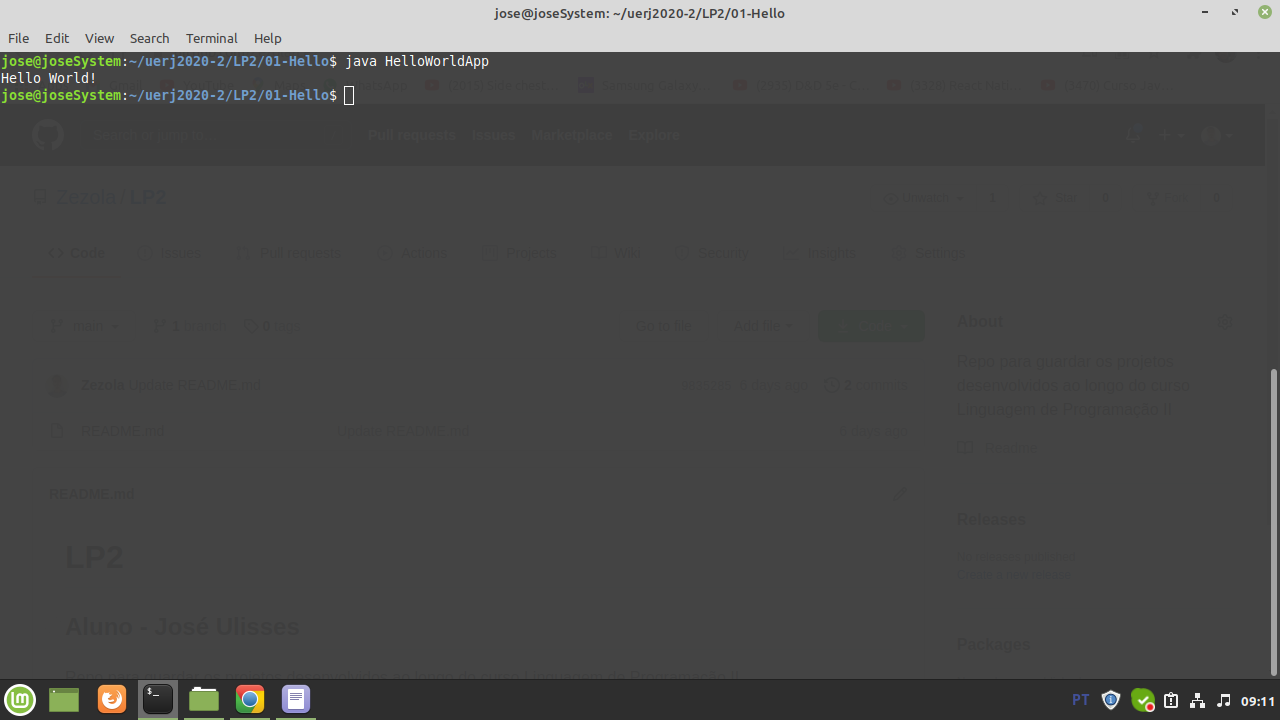 jose@joseSystem: ~/uerj2020-2/LP2/01-Hello
File Edit View Search Terminal Help
jose@joseSystem:~/uerj2020-2/LP2/01-Hello$ java HelloWorldApp
Hello World!
jose@joseSystem:~/uerj2020-2/LP2/01-Hello$
Pull requests Issues Marketplace Explore
Zezola / LP2
Code Issues Pull requests Actions Projects Wiki Security Insights Settings
Go to file Add file Code
About
Zezola Update README.md 2 commits
Repo para guardar os projetos
desenvolvidos ao longo do curso
Linguagem de Programação II
README.md Update README.md
Readme
README.md
Releases
LP2
Aluno - José Ulisses
Packages
PT 09:11